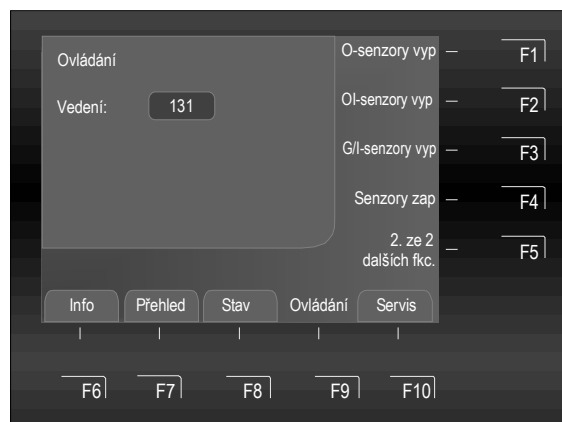 Ovládání
Vedení: 131
O-senzory vyp
F1
OI-senzory vyp
F2
G/I-senzory vyp
F3
Senzory zap
F4
2. ze 2
dalších fkc.
F5
Info Přehled Stav Ovládání Servis
F6 F7 F8 F9 F10